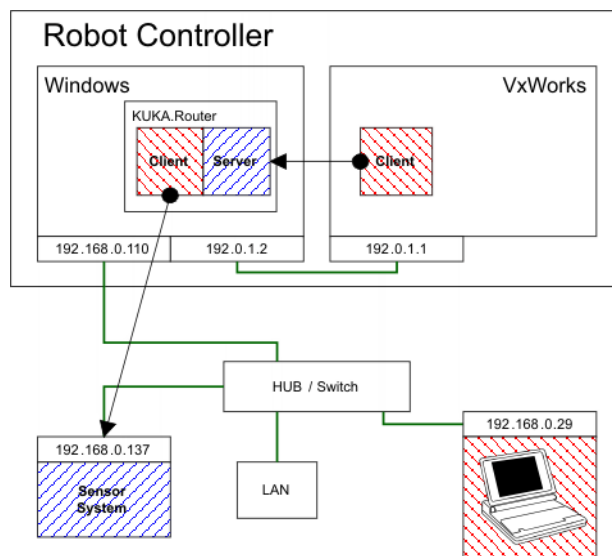 Robot Controller
Windows
VxWorks
KUKA.Router
Client
Server
Client
192.168.0.110
192.0.1.2
192.0.1.1
HUB / Switch
192.168.0.137
192.168.0.29
Sensor
System
LAN